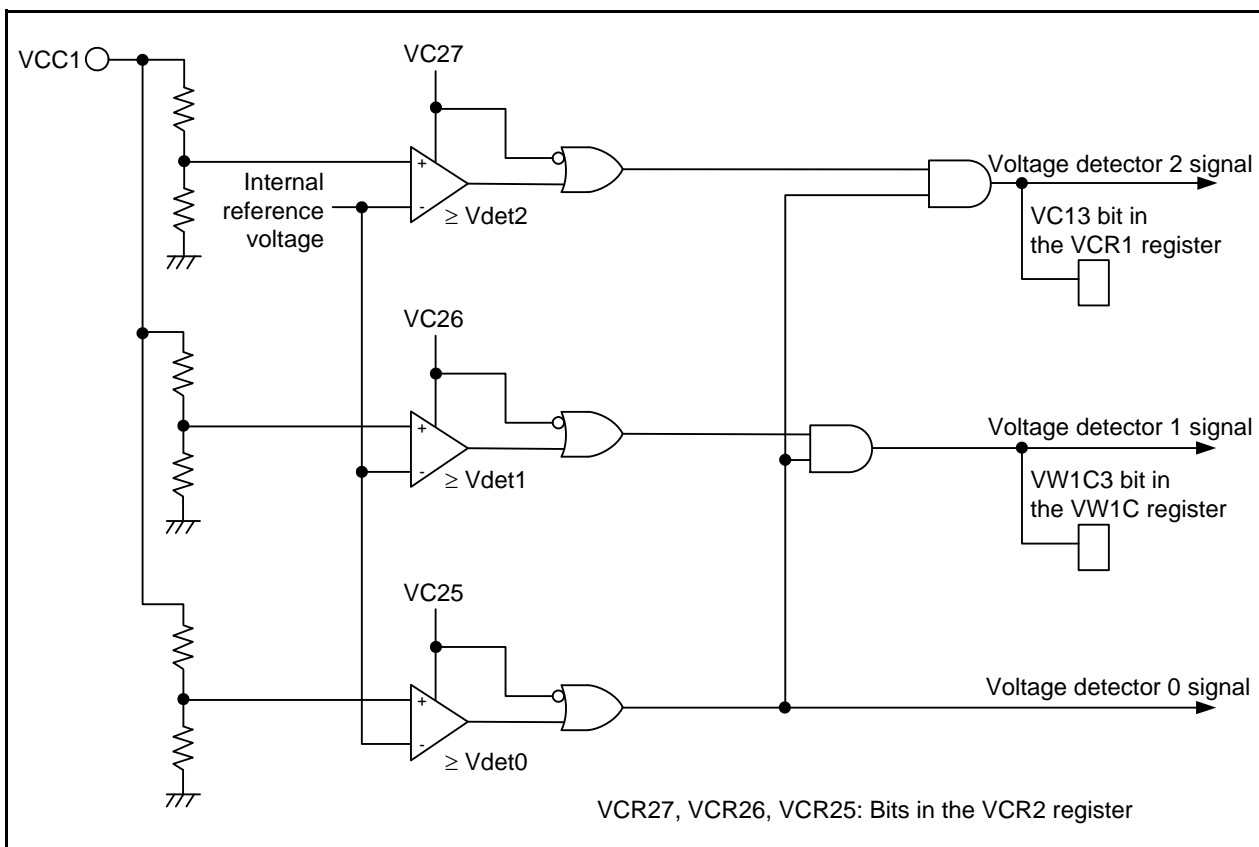 VCC1
VC27
+
-
Internal
reference
voltage
≥ Vdet2
Voltage detector 2 signal
VC13 bit in
the VCR1 register
VC26
+
-
≥ Vdet1
Voltage detector 1 signal
VW1C3 bit in
the VW1C register
VC25
+
-
≥ Vdet0
Voltage detector 0 signal
VCR27, VCR26, VCR25: Bits in the VCR2 register